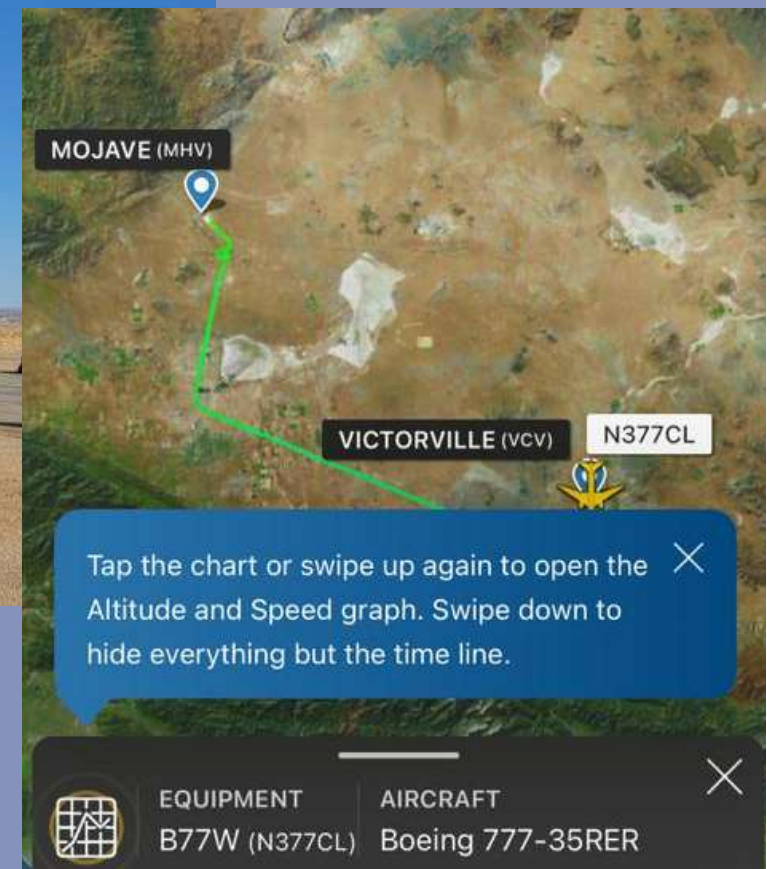 MOJAVE (MHV)
VICTORVILLE (VCV)
N377CL
Tap the chart or swipe up again to open the
Altitude and Speed graph. Swipe down to
hide everything but the time line.
EQUIPMENT
AIRCRAFT
B77W (N377CL)
Boeing 777-35RER